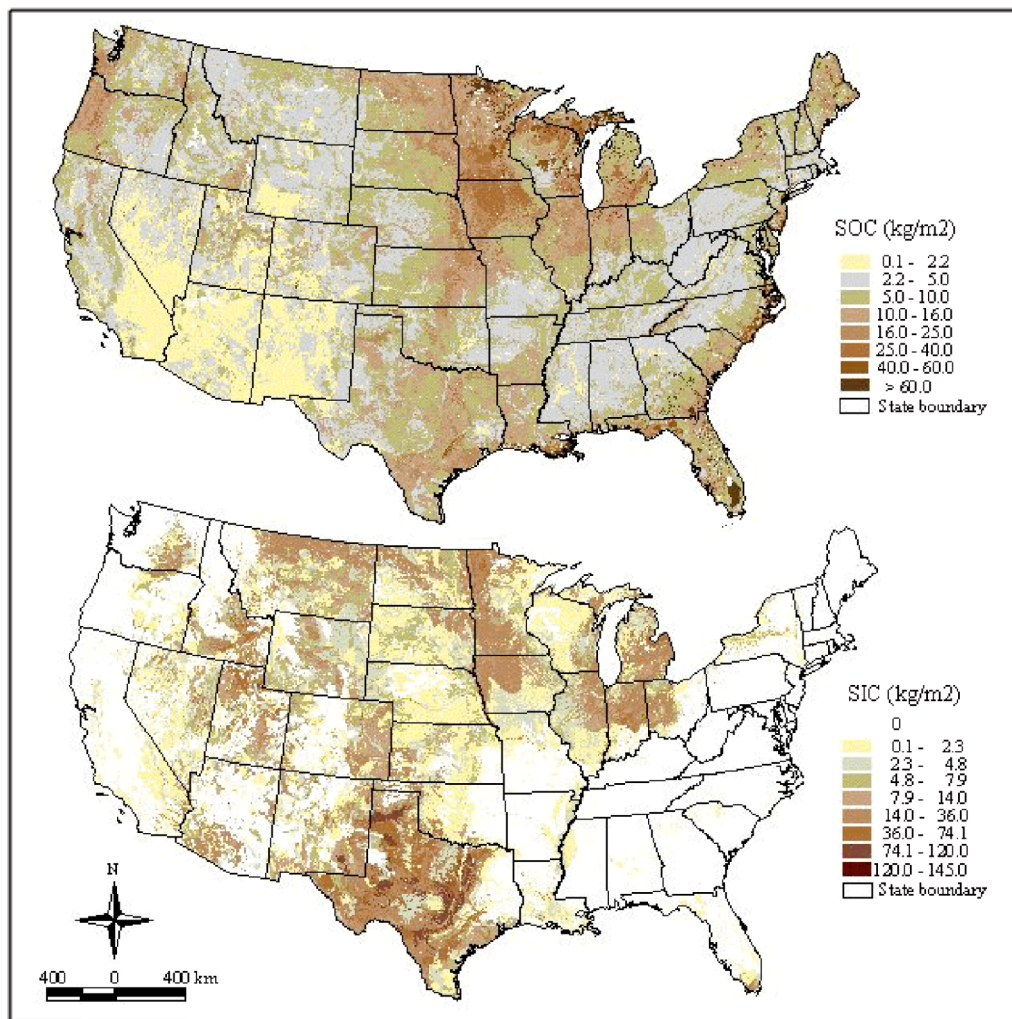 SOC (kg/m2)
0.1 - 2.2
2.2 - 5.0
5.0 - 10.0
10.0 - 16.0
16.0 - 25.0
25.0 - 40.0
40.0 - 60.0
> 60.0
State boundary
SIC (kg/m2)
0
0.1 - 2.3
2.3 - 4.8
4.8 - 7.9
7.9 - 14.0
14.0 - 36.0
36.0 - 74.1
74.1 - 120.0
120.0 - 145.0
State boundary
N
400 0 400 km